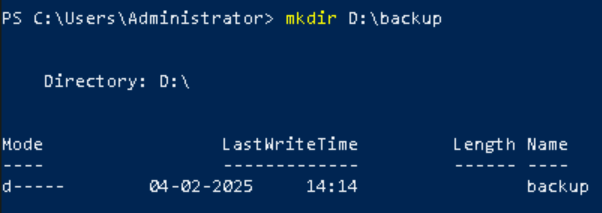 PS C:\Users\Administrator> mkdir D:\backup
Directory: D:\
Mode LastWriteTime Length Name
---- ------------- ------ ----
d----- 04-02-2025 14:14 backup